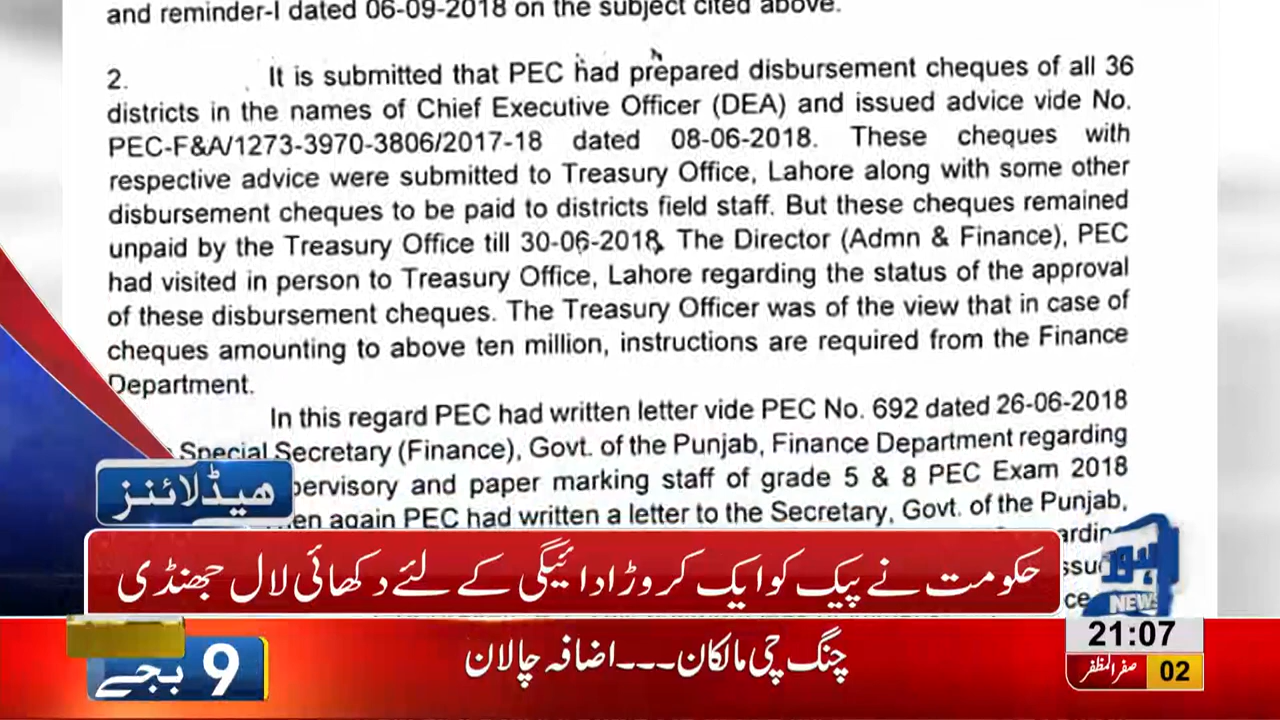 and reminder-I dated 06-09-2018 on the subject cited above.
2. It is submitted that PEC had prepared disbursement cheques of all 36
districts in the names of Chief Executive Officer (DEA) and issued advice vide No.
PEC-F&A/1273-3970-3806/2017-18 dated 08-06-2018. These cheques with
respective advice were submitted to Treasury Office, Lahore along with some other
disbursement cheques to be paid to districts field staff. But these cheques remained
unpaid by the Treasury Office till 30-06-2018. The Director (Admn & Finance), PEC
had visited in person to Treasury Office, Lahore regarding the status of the approval
of these disbursement cheques. The Treasury Officer was of the view that in case of
cheques amounting to above ten million, instructions are required from the Finance
Department.
In this regard PEC had written letter vide PEC No. 692 dated 26-06-2018
Special Secretary (Finance), Govt. of the Punjab, Finance Department regarding
pervisory and paper marking staff of grade 5 & 8 PEC Exam 2018
en again PEC had written a letter to the Secretary, Govt. of the Punjab,
ہیڈلائنز
حکومت نے پیک کو ایک کروڑ ادائیگی کے لئے دکھائی لال جھنڈی
لاہور
NEWS
9 بجے
چنگ چی مالکان۔۔۔اضافہ چالان
21:07
صفر المظفر 02